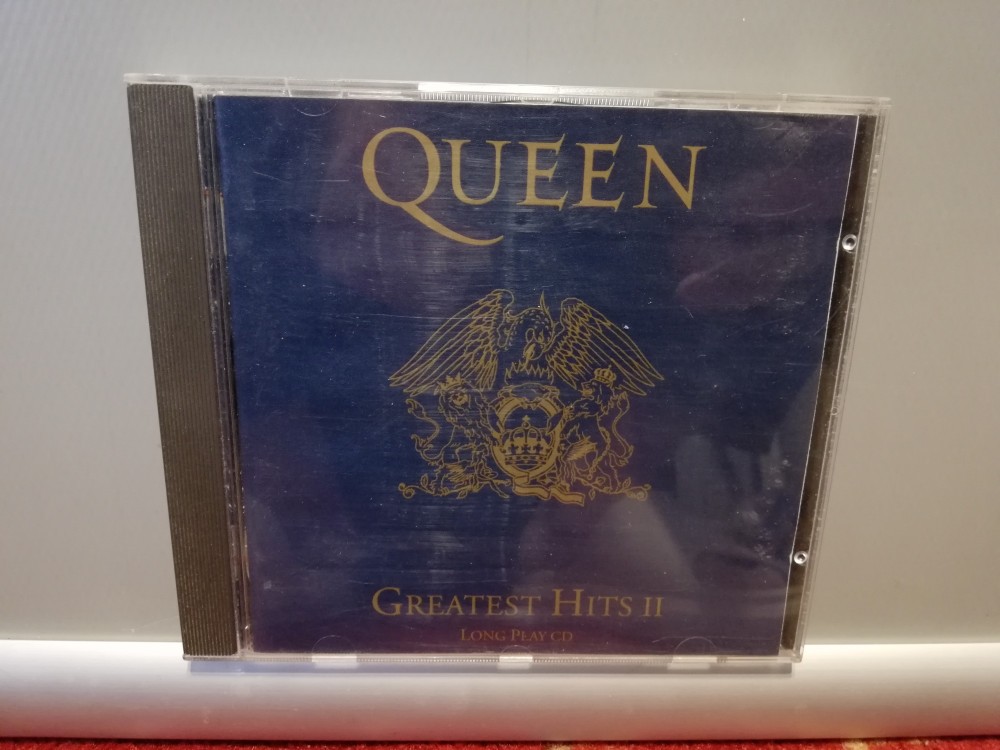 QUEEN
GREATEST HITS II
LONG PLAY CD